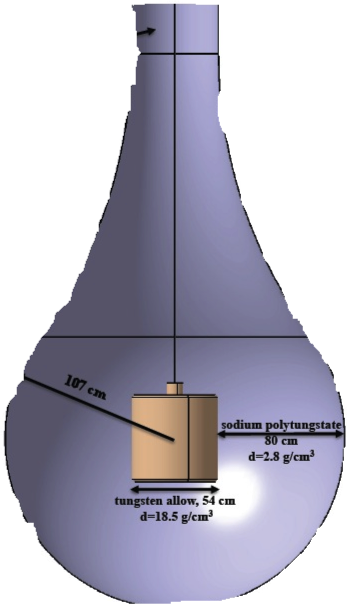 107 cm
sodium polytungstate
80 cm
d=2.8 g/cm³
tungsten allow, 54 cm
d=18.5 g/cm³